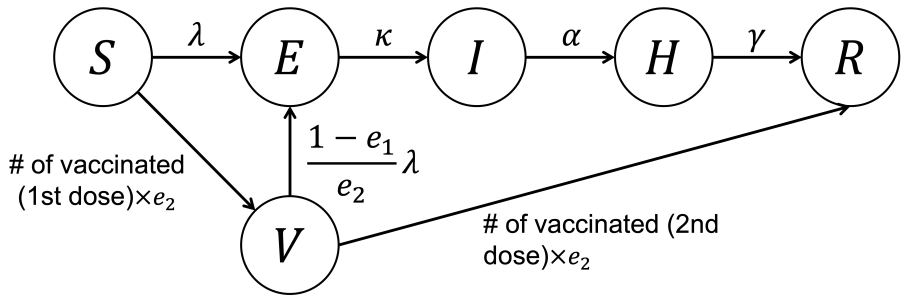 S λ E κ I α H γ R
# of vaccinated
(1st dose)×e₂
1 − e₁
e₂
λ
V
# of vaccinated (2nd
dose)×e₂